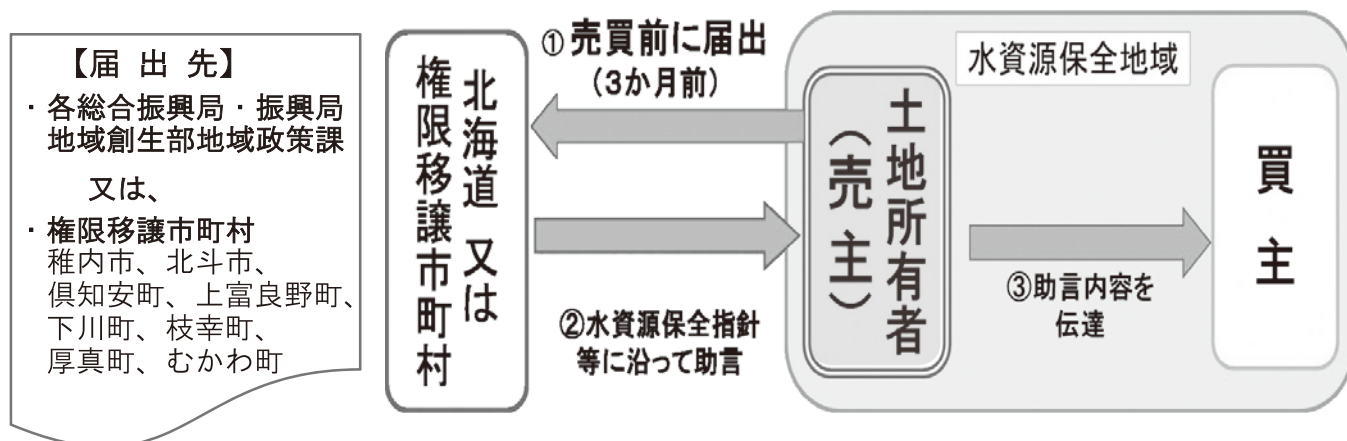 【届 出 先】
・各総合振興局・振興局
地域創生部地域政策課
又は、
・権限移譲市町村
稚内市、北斗市、
倶知安町、上富良野町、
下川町、枝幸町、
厚真町、むかわ町
北海道 又は
権限移譲市町村
①売買前に届出
（3か月前）
②水資源保全指針
等に沿って助言
水資源保全地域
土地所有者
（売 主）
③助言内容を
伝達
買 主